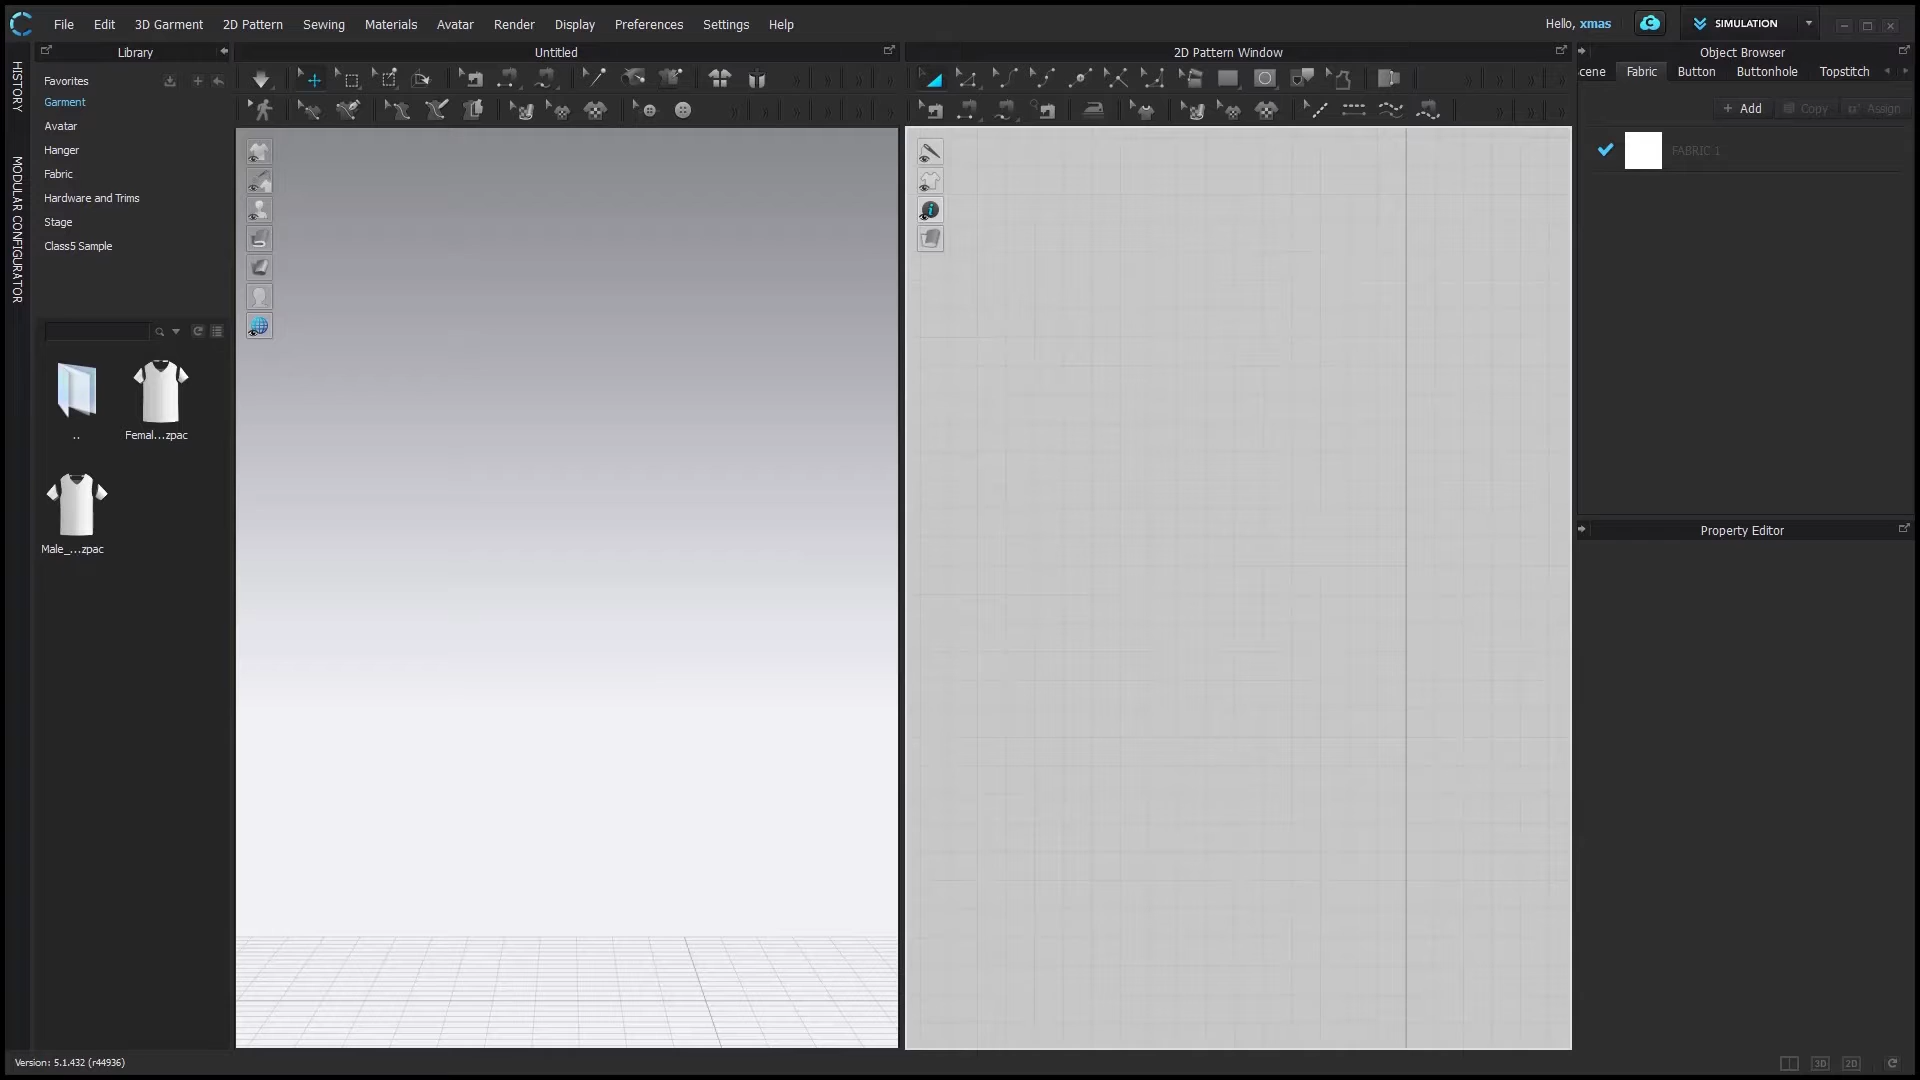 File Edit 3D Garment 2D Pattern Sewing Materials Avatar Render Display Preferences Settings Help
Hello, xmas
SIMULATION
Library
Untitled
2D Pattern Window
Object Browser
HISTORY
MODULAR CONFIGURATOR
Favorites
Garment
Avatar
Hanger
Fabric
Hardware and Trims
Stage
Class5 Sample
..
Femal...zpac
Male_...zpac
cene Fabric Button Buttonhole Topstitch
+ Add Copy Assign
FABRIC 1
Property Editor
Version: 5.1.432 (r44936)
3D 2D